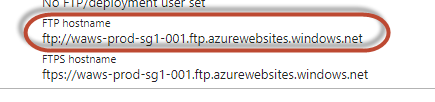 No FTP/deployment user set
FTP hostname
ftp://waws-prod-sg1-001.ftp.azurewebsites.windows.net
FTPS hostname
ftps://waws-prod-sg1-001.ftp.azurewebsites.windows.net